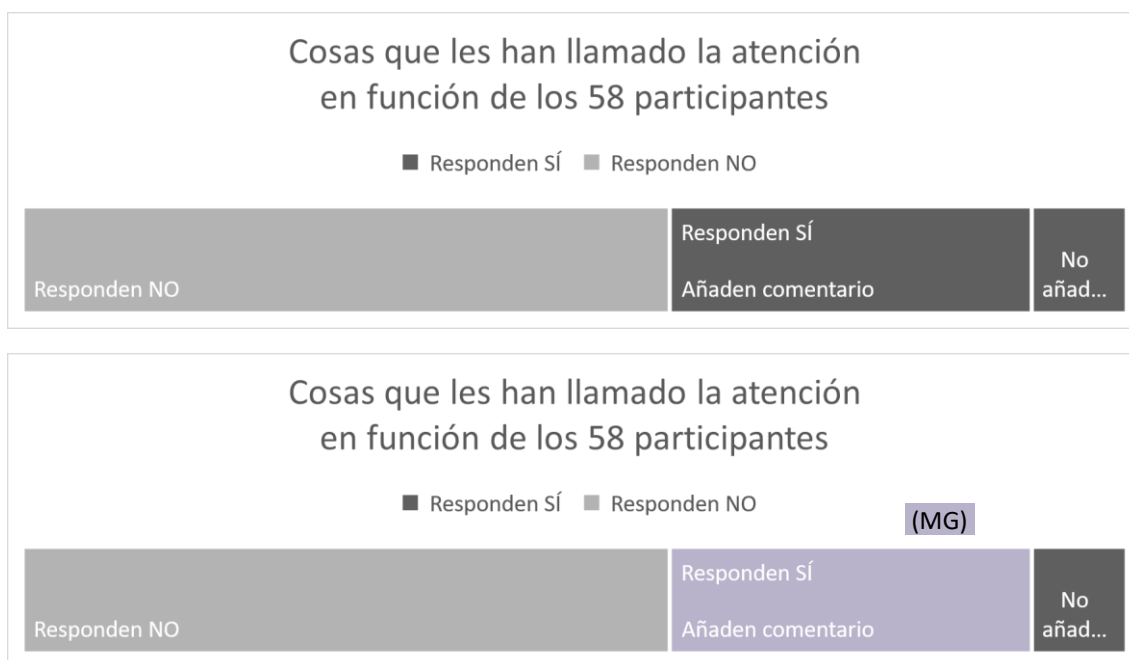 Cosas que les han llamado la atención
en función de los 58 participantes
Responden SÍ Responden NO
Responden NO
Responden SÍ
Añaden comentario
No
añad...
Cosas que les han llamado la atención
en función de los 58 participantes
Responden SÍ Responden NO
(MG)
Responden NO
Responden SÍ
Añaden comentario
No
añad...